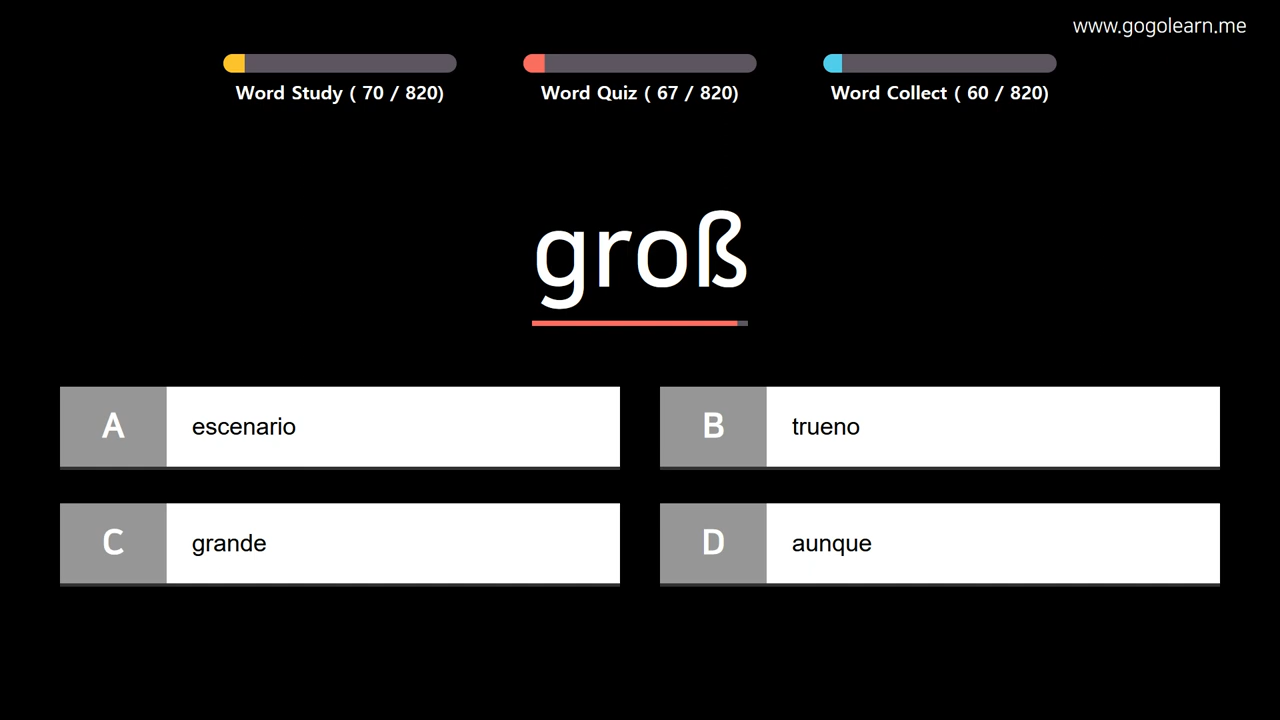 www.gogolearn.me
Word Study ( 70 / 820)
Word Quiz ( 67 / 820)
Word Collect ( 60 / 820)
groß
A escenario
B trueno
C grande
D aunque